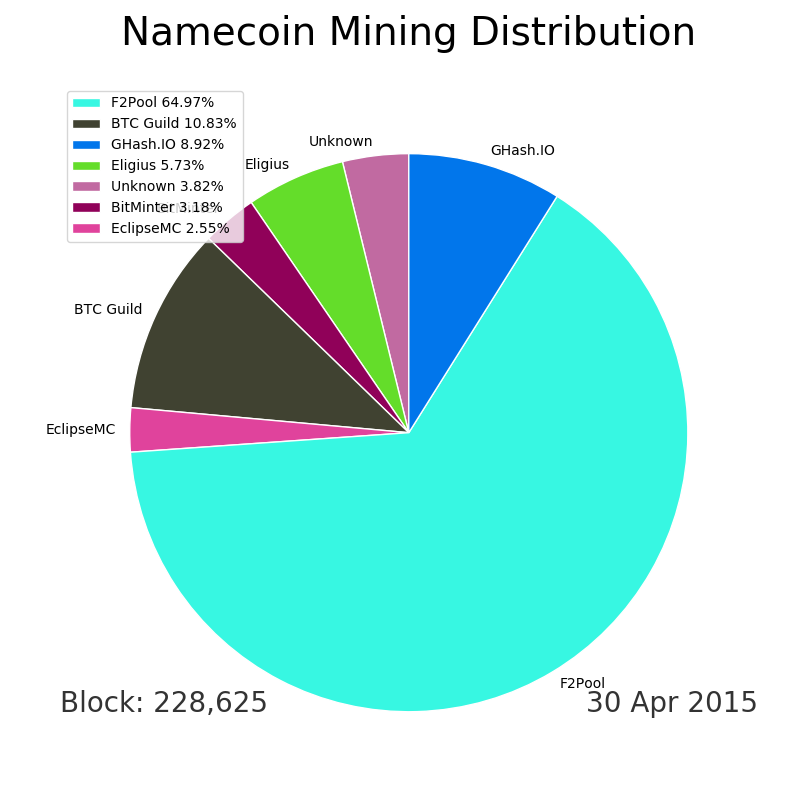 Namecoin Mining Distribution
F2Pool 64.97%
BTC Guild 10.83%
GHash.IO 8.92%
Eligius 5.73%
Unknown 3.82%
BitMinter 3.18%
EclipseMC 2.55%
Unknown
GHash.IO
Eligius
BTC Guild
EclipseMC
F2Pool
Block: 228,625
30 Apr 2015